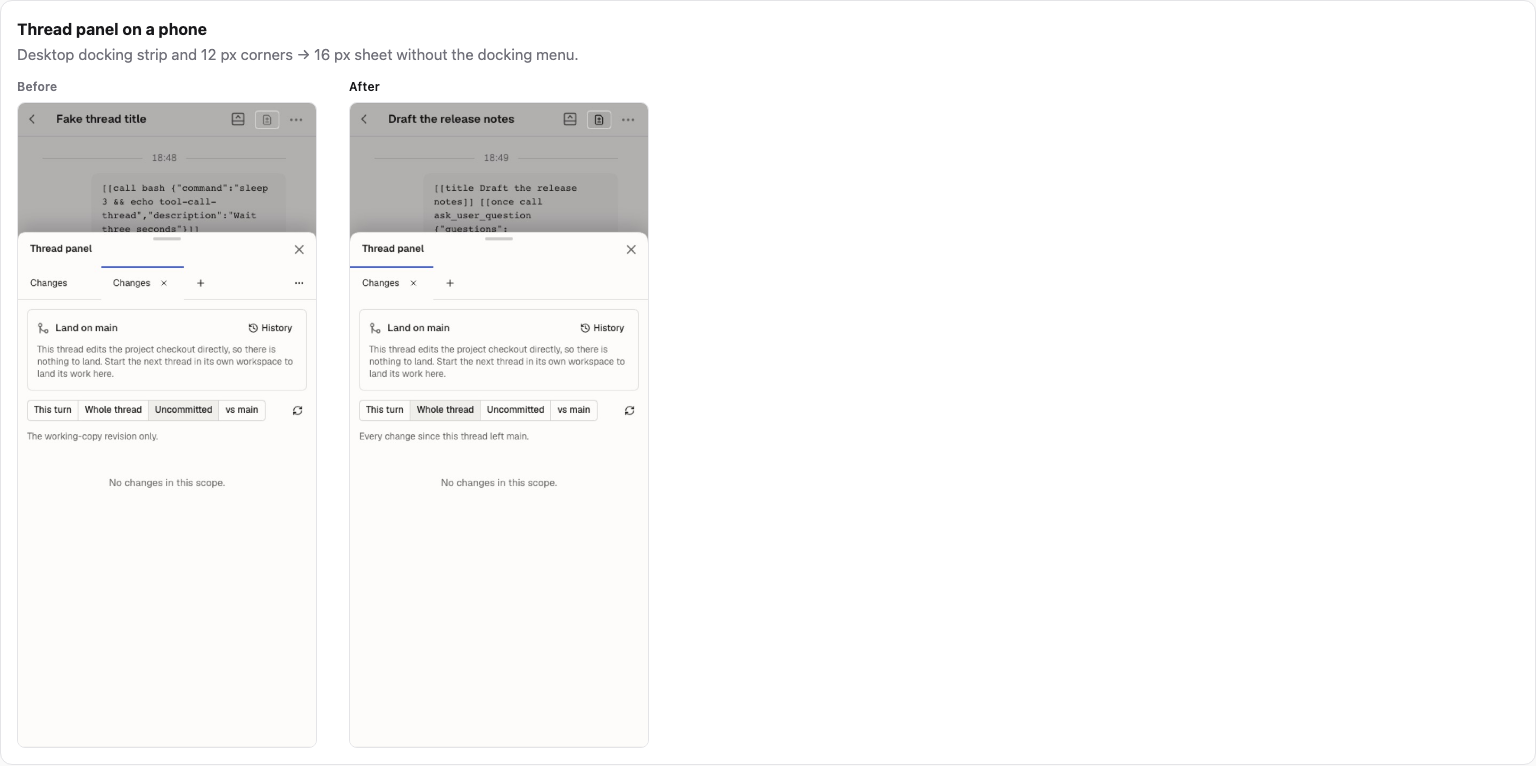 Thread panel on a phone
Desktop docking strip and 12 px corners → 16 px sheet without the docking menu.
Before
Fake thread title
18:48
[[call bash {"command":"sleep
3 && echo tool-call-
thread","description":"Wait
three seconds"}]]
Thread panel
Changes
Changes
Land on main
History
This thread edits the project checkout directly, so there is
nothing to land. Start the next thread in its own workspace to
land its work here.
This turn Whole thread Uncommitted vs main
The working-copy revision only.
No changes in this scope.
After
Draft the release notes
18:49
[[title Draft the release
notes]] [[once call
ask_user_question
{"questions":
Thread panel
Changes
Land on main
History
This thread edits the project checkout directly, so there is
nothing to land. Start the next thread in its own workspace to
land its work here.
This turn Whole thread Uncommitted vs main
Every change since this thread left main.
No changes in this scope.